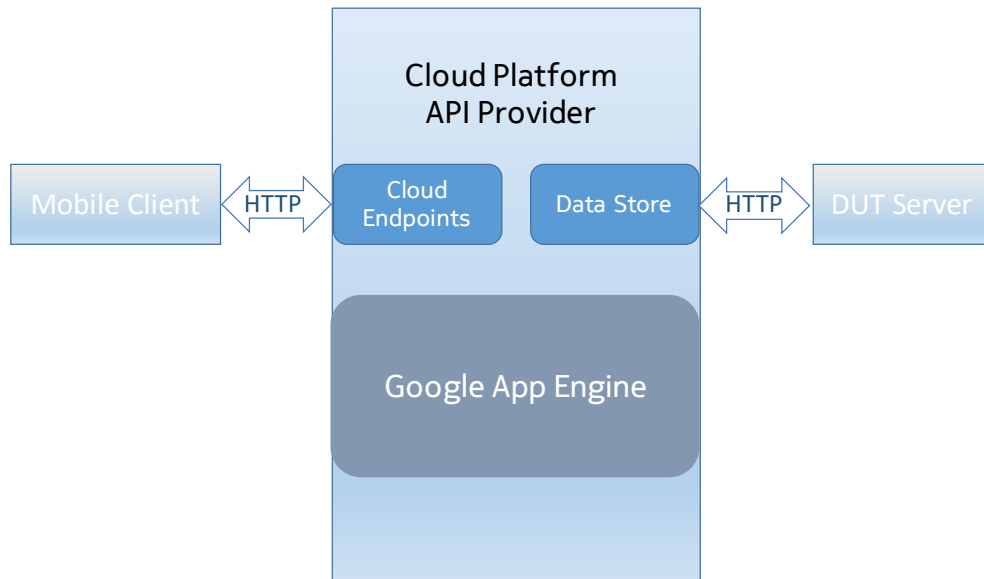 Cloud Platform
API Provider
Mobile Client
HTTP
Cloud
Endpoints
Data Store
HTTP
DUT Server
Google App Engine